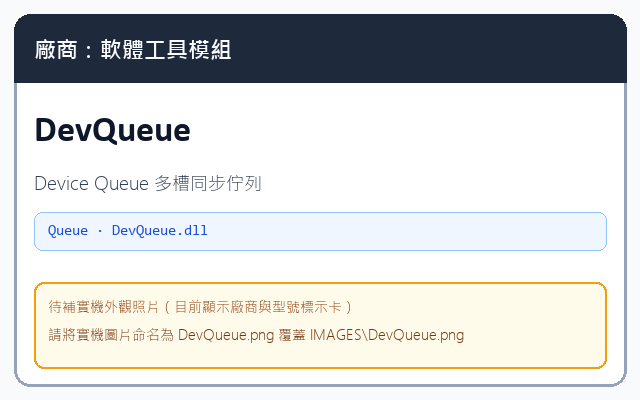 廠商：軟體工具模組
DevQueue
Device Queue 多槽同步佇列
Queue · DevQueue.dll
待補實機外觀照片（目前顯示廠商與型號標示卡）
請將實機圖片命名為 DevQueue.png 覆蓋 IMAGES\DevQueue.png